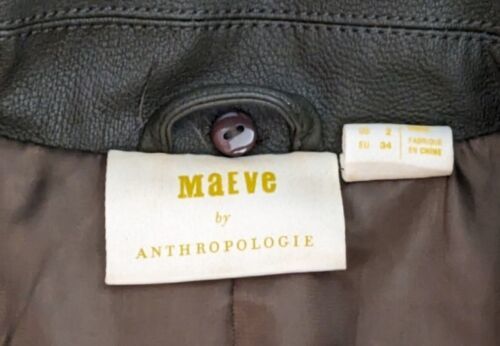 MaEve
by
ANTHROPOLOGIE
US 2
EU 34
FABRIQUÉ
EN CHINE